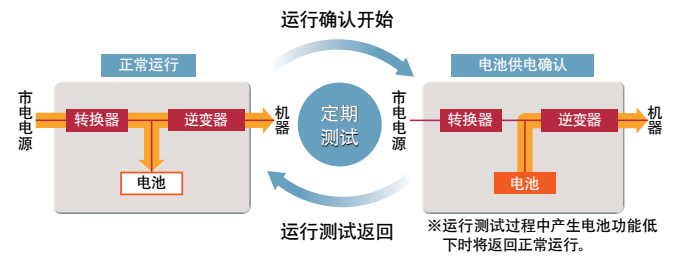 运行确认开始
正常运行
电池供电确认
市电电源
转换器
逆变器
机器
电池
定期
测试
市电电源
转换器
逆变器
机器
电池
运行测试返回
※运行测试过程中产生电池功能低
下时将返回正常运行。